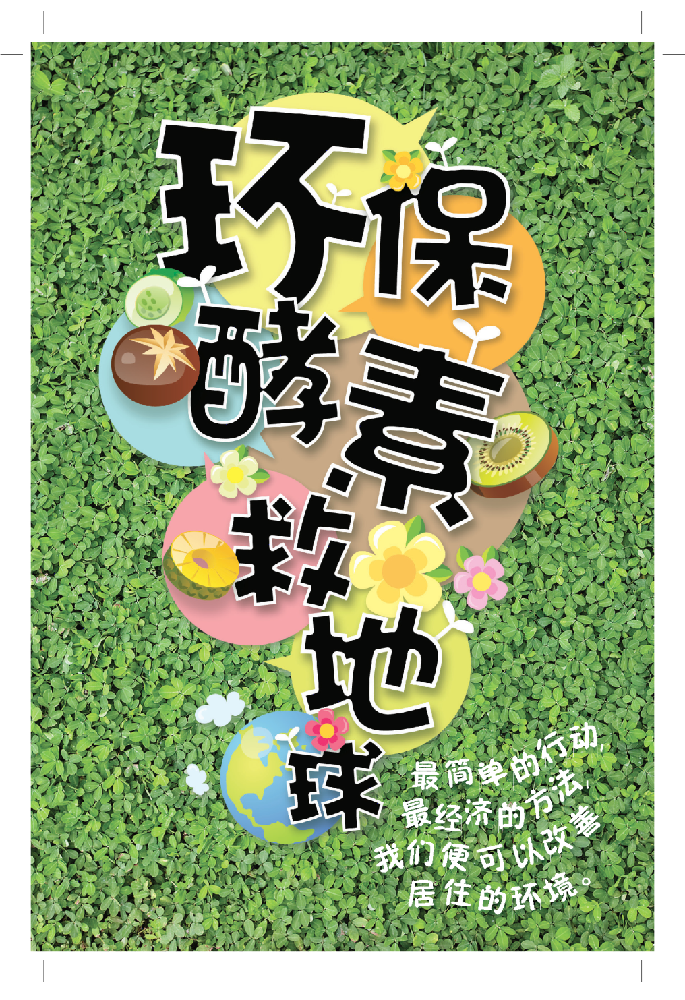 环保
酵素
救
地
球
最简单的行动,
最经济的方法,
我们便可以改善
居住的环境。